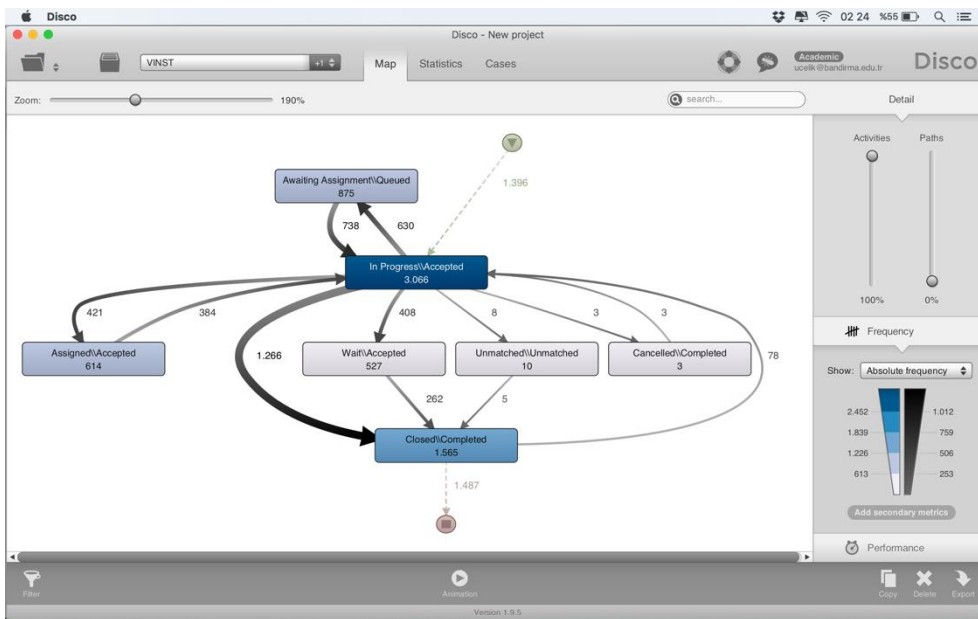 Disco
02 24 %55
Disco - New project
VINST
+1
Map
Statistics
Cases
Academic
ucelik@bandirma.edu.tr
Disco
Zoom:
190%
search...
Detail
Activities
Paths
100%
0%
Frequency
Show:
Absolute frequency
2.452
1.839
1.226
613
1.012
759
506
253
Add secondary metrics
Performance
1.396
Awaiting Assignment\\Queued
875
738
630
In Progress\\Accepted
3.066
421
384
408
8
3
3
Assigned\\Accepted
614
1.266
Wait\\Accepted
527
Unmatched\\Unmatched
10
Cancelled\\Completed
3
78
262
5
Closed\\Completed
1.565
1.487
Filter
Animation
Copy
Delete
Export
Version 1.9.5